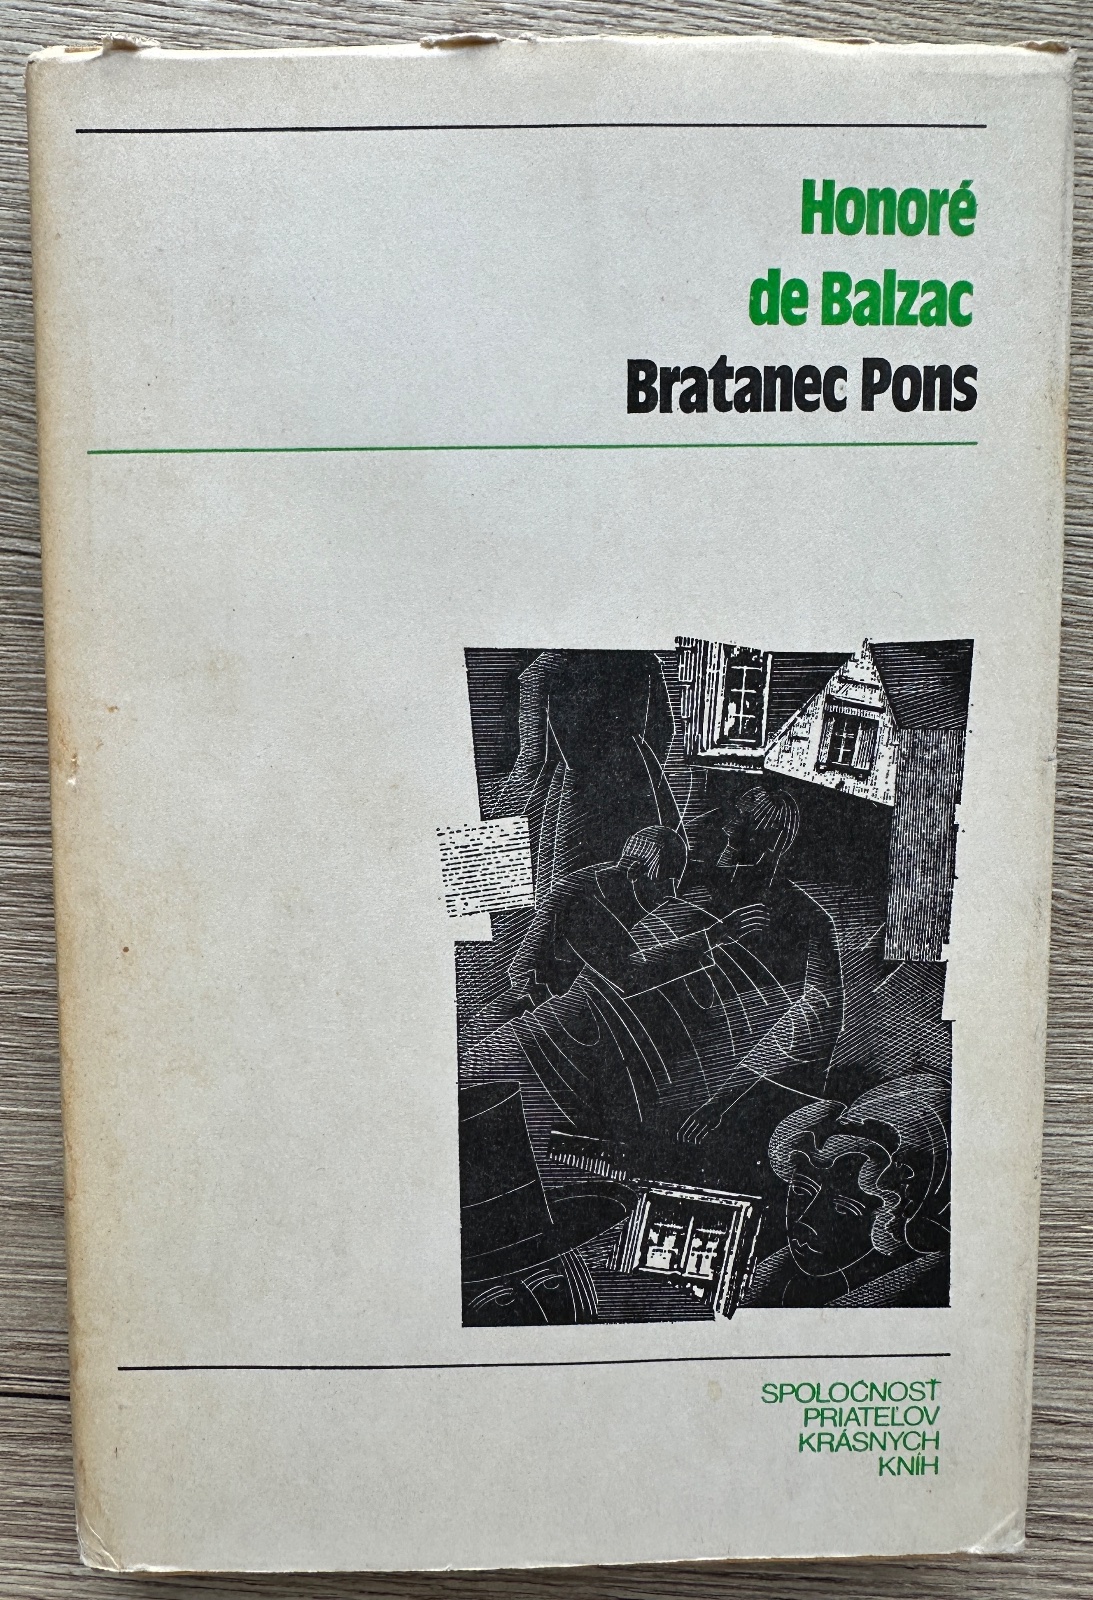 Honoré
de Balzac
Bratanec Pons
SPOLOČNOSŤ
PRIATEĽOV
KRÁSNYCH
KNÍH